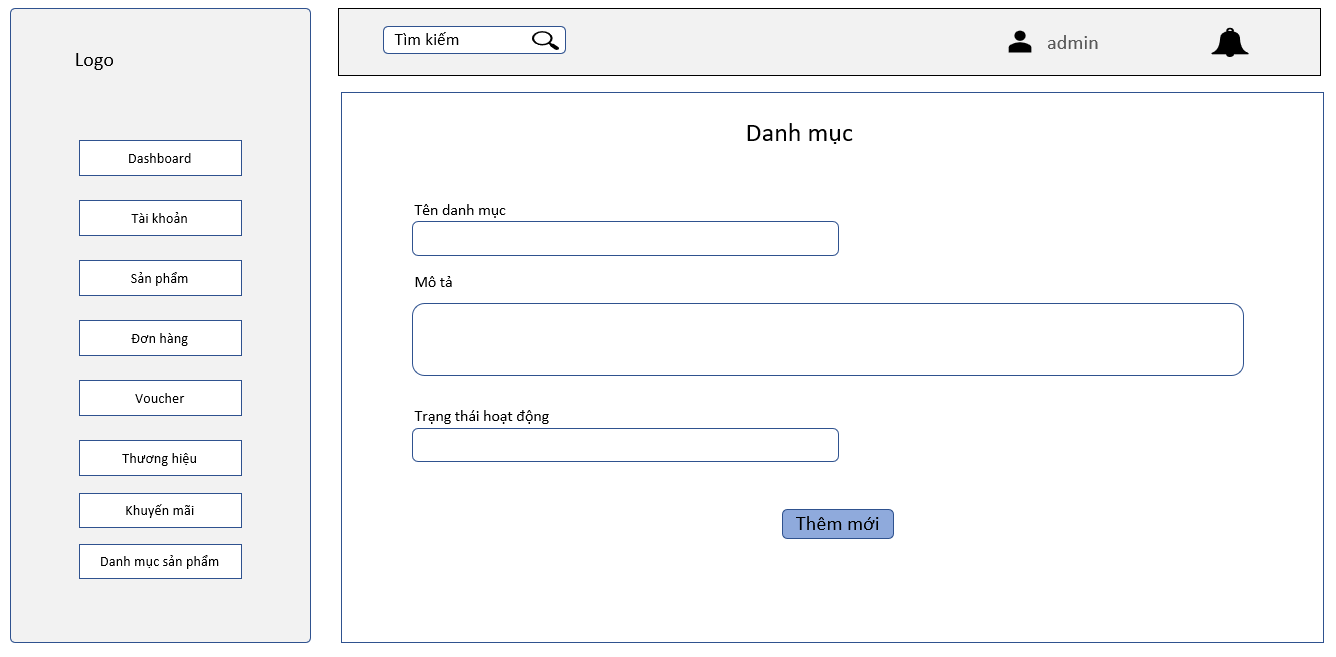 Logo
Dashboard
Tài khoản
Sản phẩm
Đơn hàng
Voucher
Thương hiệu
Khuyến mãi
Danh mục sản phẩm
Tìm kiếm
admin
Danh mục
Tên danh mục
Mô tả
Trạng thái hoạt động
Thêm mới